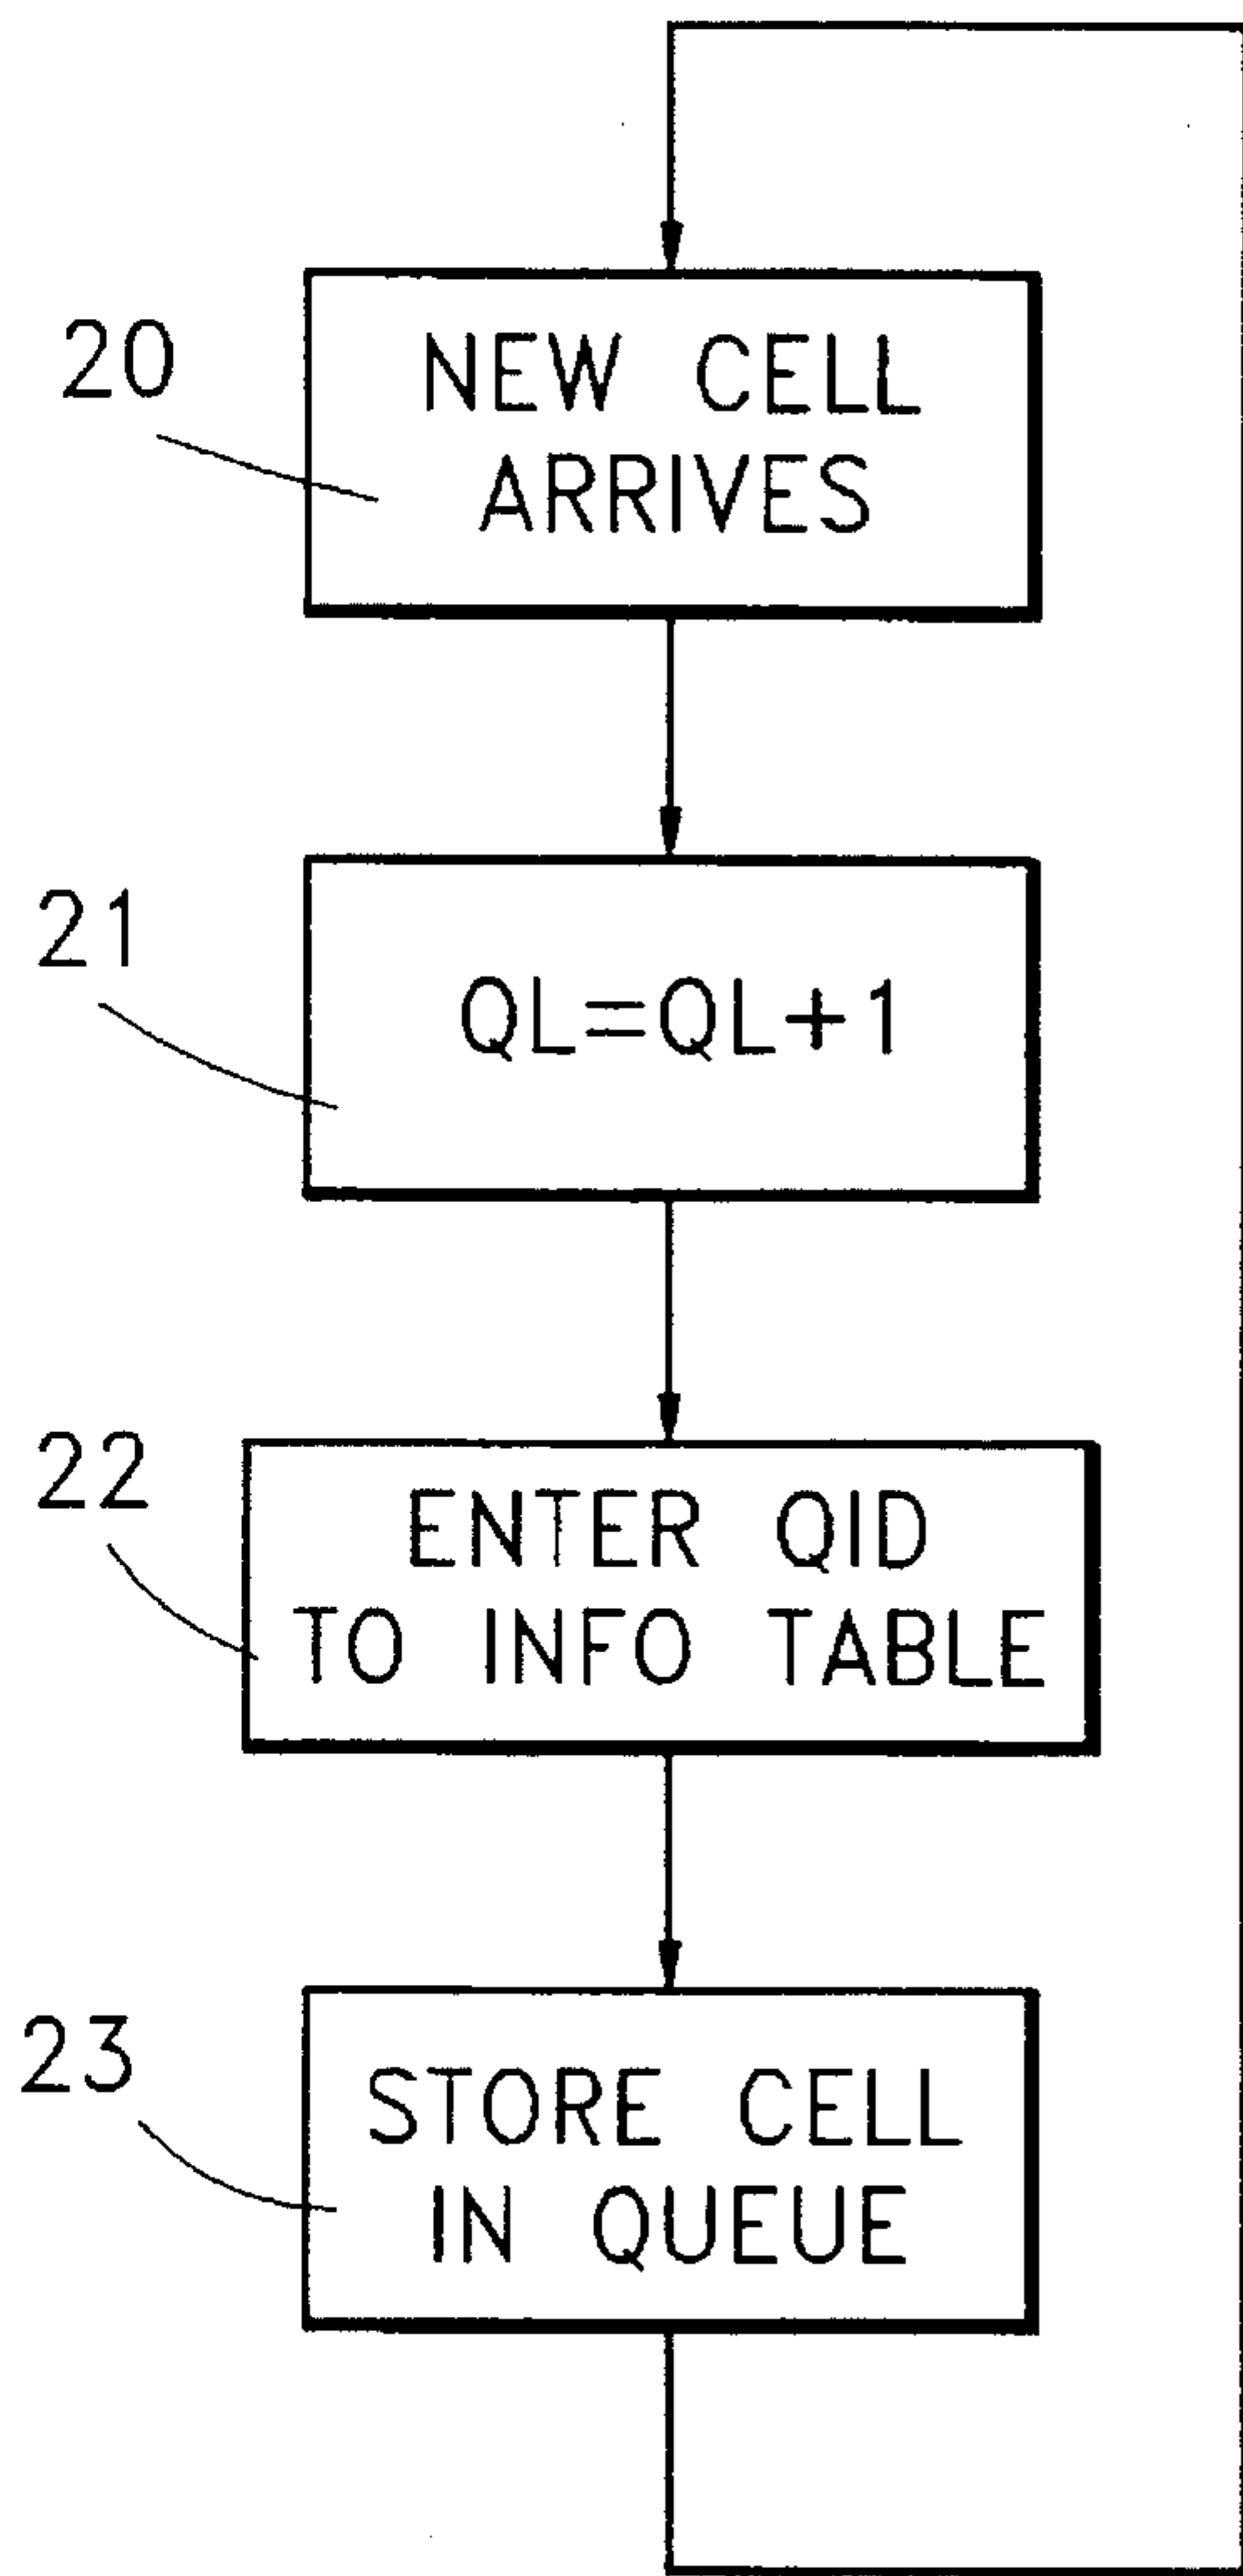 20
NEW CELL
ARRIVES
21
QL=QL+1
22
ENTER QID
TO INFO TABLE
23
STORE CELL
IN QUEUE